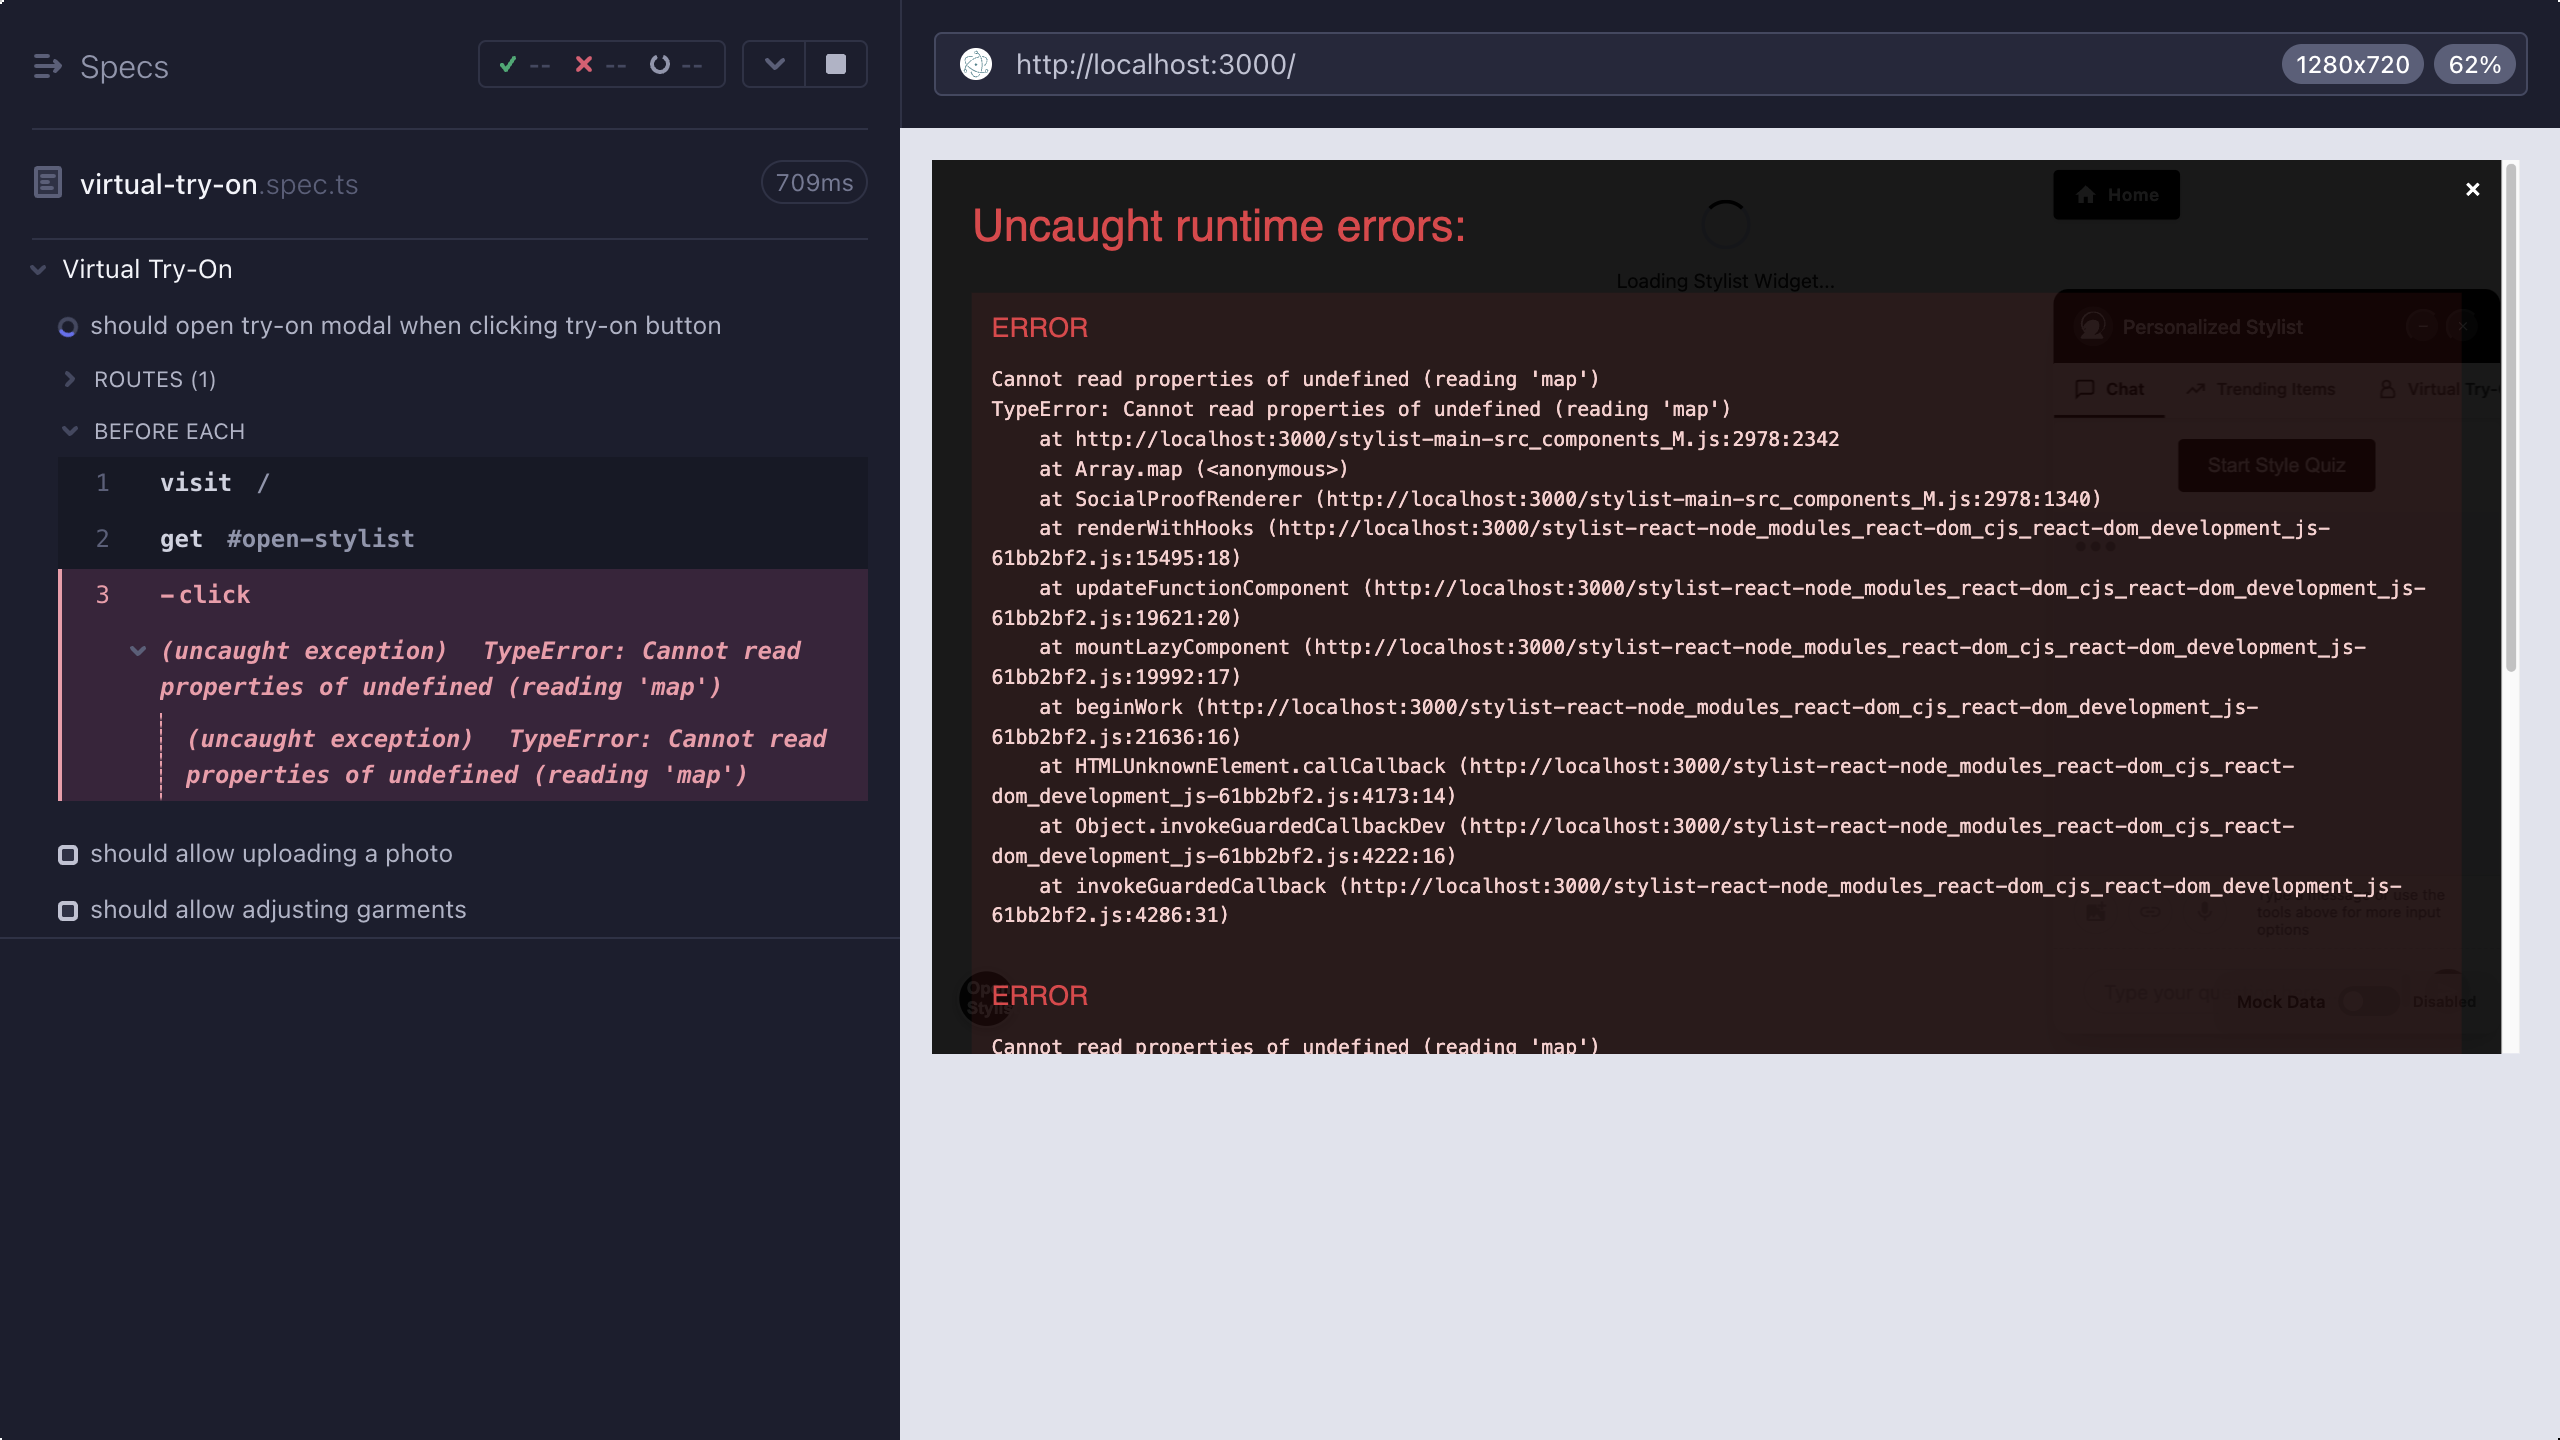 Specs
-- -- --
virtual-try-on.spec.ts
709ms
Virtual Try-On
should open try-on modal when clicking try-on button
ROUTES (1)
BEFORE EACH
1 visit /
2 get #open-stylist
3 -click
(uncaught exception) TypeError: Cannot read
properties of undefined (reading 'map')
(uncaught exception) TypeError: Cannot read
properties of undefined (reading 'map')
should allow uploading a photo
should allow adjusting garments
http://localhost:3000/
1280x720
62%
Home
×
Uncaught runtime errors:
Loading Stylist Widget...
ERROR
Personalized Stylist
Cannot read properties of undefined (reading 'map')
Chat
Trending Items
Virtual Try-
TypeError: Cannot read properties of undefined (reading 'map')
at http://localhost:3000/stylist-main-src_components_M.js:2978:2342
Start Style Quiz
at Array.map (<anonymous>)
at SocialProofRenderer (http://localhost:3000/stylist-main-src_components_M.js:2978:1340)
at renderWithHooks (http://localhost:3000/stylist-react-node_modules_react-dom_cjs_react-dom_development_js-
61bb2bf2.js:15495:18)
at updateFunctionComponent (http://localhost:3000/stylist-react-node_modules_react-dom_cjs_react-dom_development_js-
61bb2bf2.js:19621:20)
at mountLazyComponent (http://localhost:3000/stylist-react-node_modules_react-dom_cjs_react-dom_development_js-
61bb2bf2.js:19992:17)
at beginWork (http://localhost:3000/stylist-react-node_modules_react-dom_cjs_react-dom_development_js-
61bb2bf2.js:21636:16)
at HTMLUnknownElement.callCallback (http://localhost:3000/stylist-react-node_modules_react-dom_cjs_react-
dom_development_js-61bb2bf2.js:4173:14)
at Object.invokeGuardedCallbackDev (http://localhost:3000/stylist-react-node_modules_react-dom_cjs_react-
dom_development_js-61bb2bf2.js:4222:16)
at invokeGuardedCallback (http://localhost:3000/stylist-react-node_modules_react-dom_cjs_react-dom_development_js-
61bb2bf2.js:4286:31)
use the
tools above for more input
options
ERROR
Type your
Mock Data
Disabled
Cannot read properties of undefined (reading 'map')